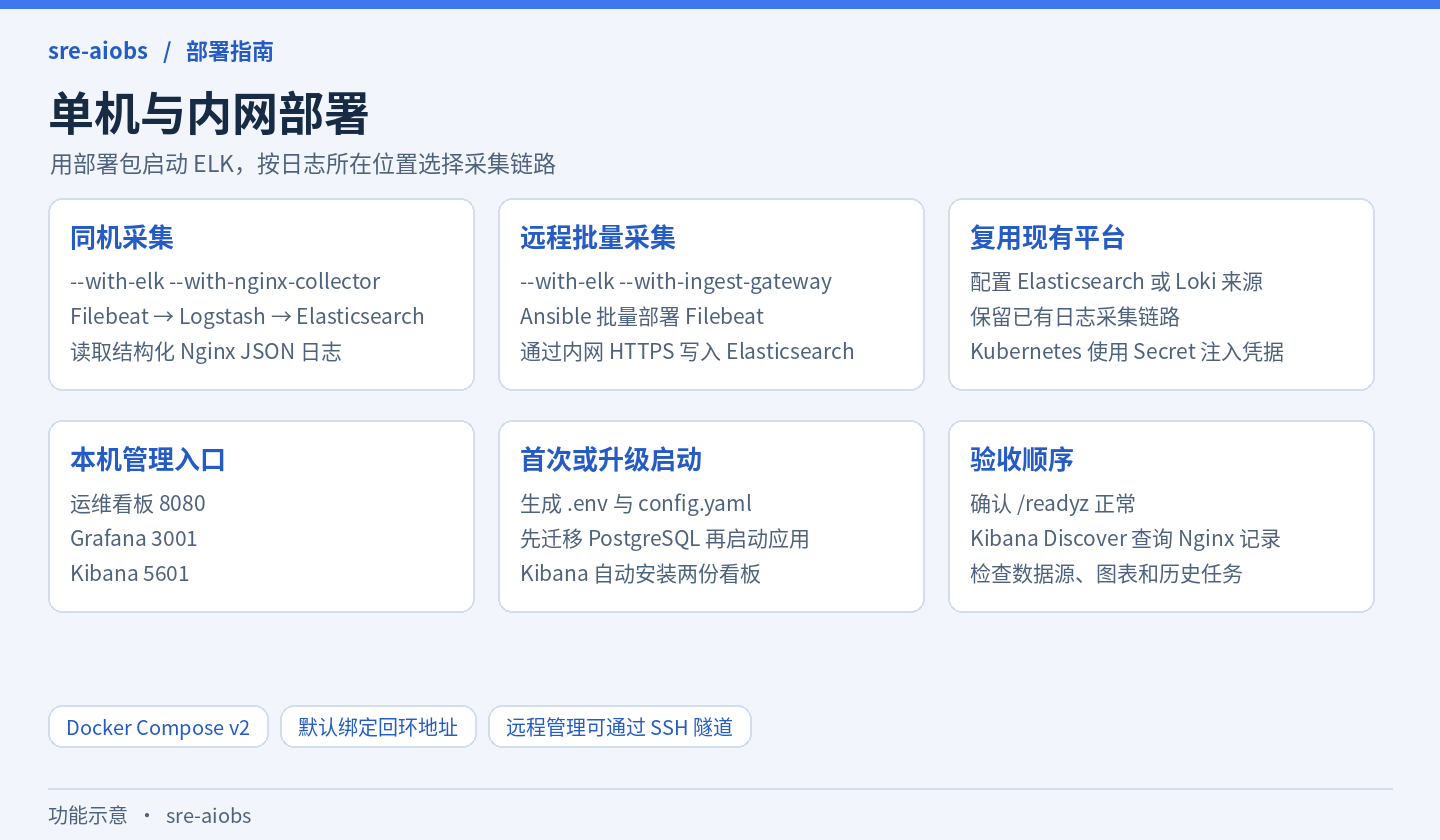 sre-aiobs / 部署指南
单机与内网部署
用部署包启动 ELK，按日志所在位置选择采集链路
同机采集
--with-elk --with-nginx-collector
Filebeat → Logstash → Elasticsearch
读取结构化 Nginx JSON 日志
远程批量采集
--with-elk --with-ingest-gateway
Ansible 批量部署 Filebeat
通过内网 HTTPS 写入 Elasticsearch
复用现有平台
配置 Elasticsearch 或 Loki 来源
保留已有日志采集链路
Kubernetes 使用 Secret 注入凭据
本机管理入口
运维看板 8080
Grafana 3001
Kibana 5601
首次或升级启动
生成 .env 与 config.yaml
先迁移 PostgreSQL 再启动应用
Kibana 自动安装两份看板
验收顺序
确认 /readyz 正常
Kibana Discover 查询 Nginx 记录
检查数据源、图表和历史任务
Docker Compose v2
默认绑定回环地址
远程管理可通过 SSH 隧道
功能示意 · sre-aiobs